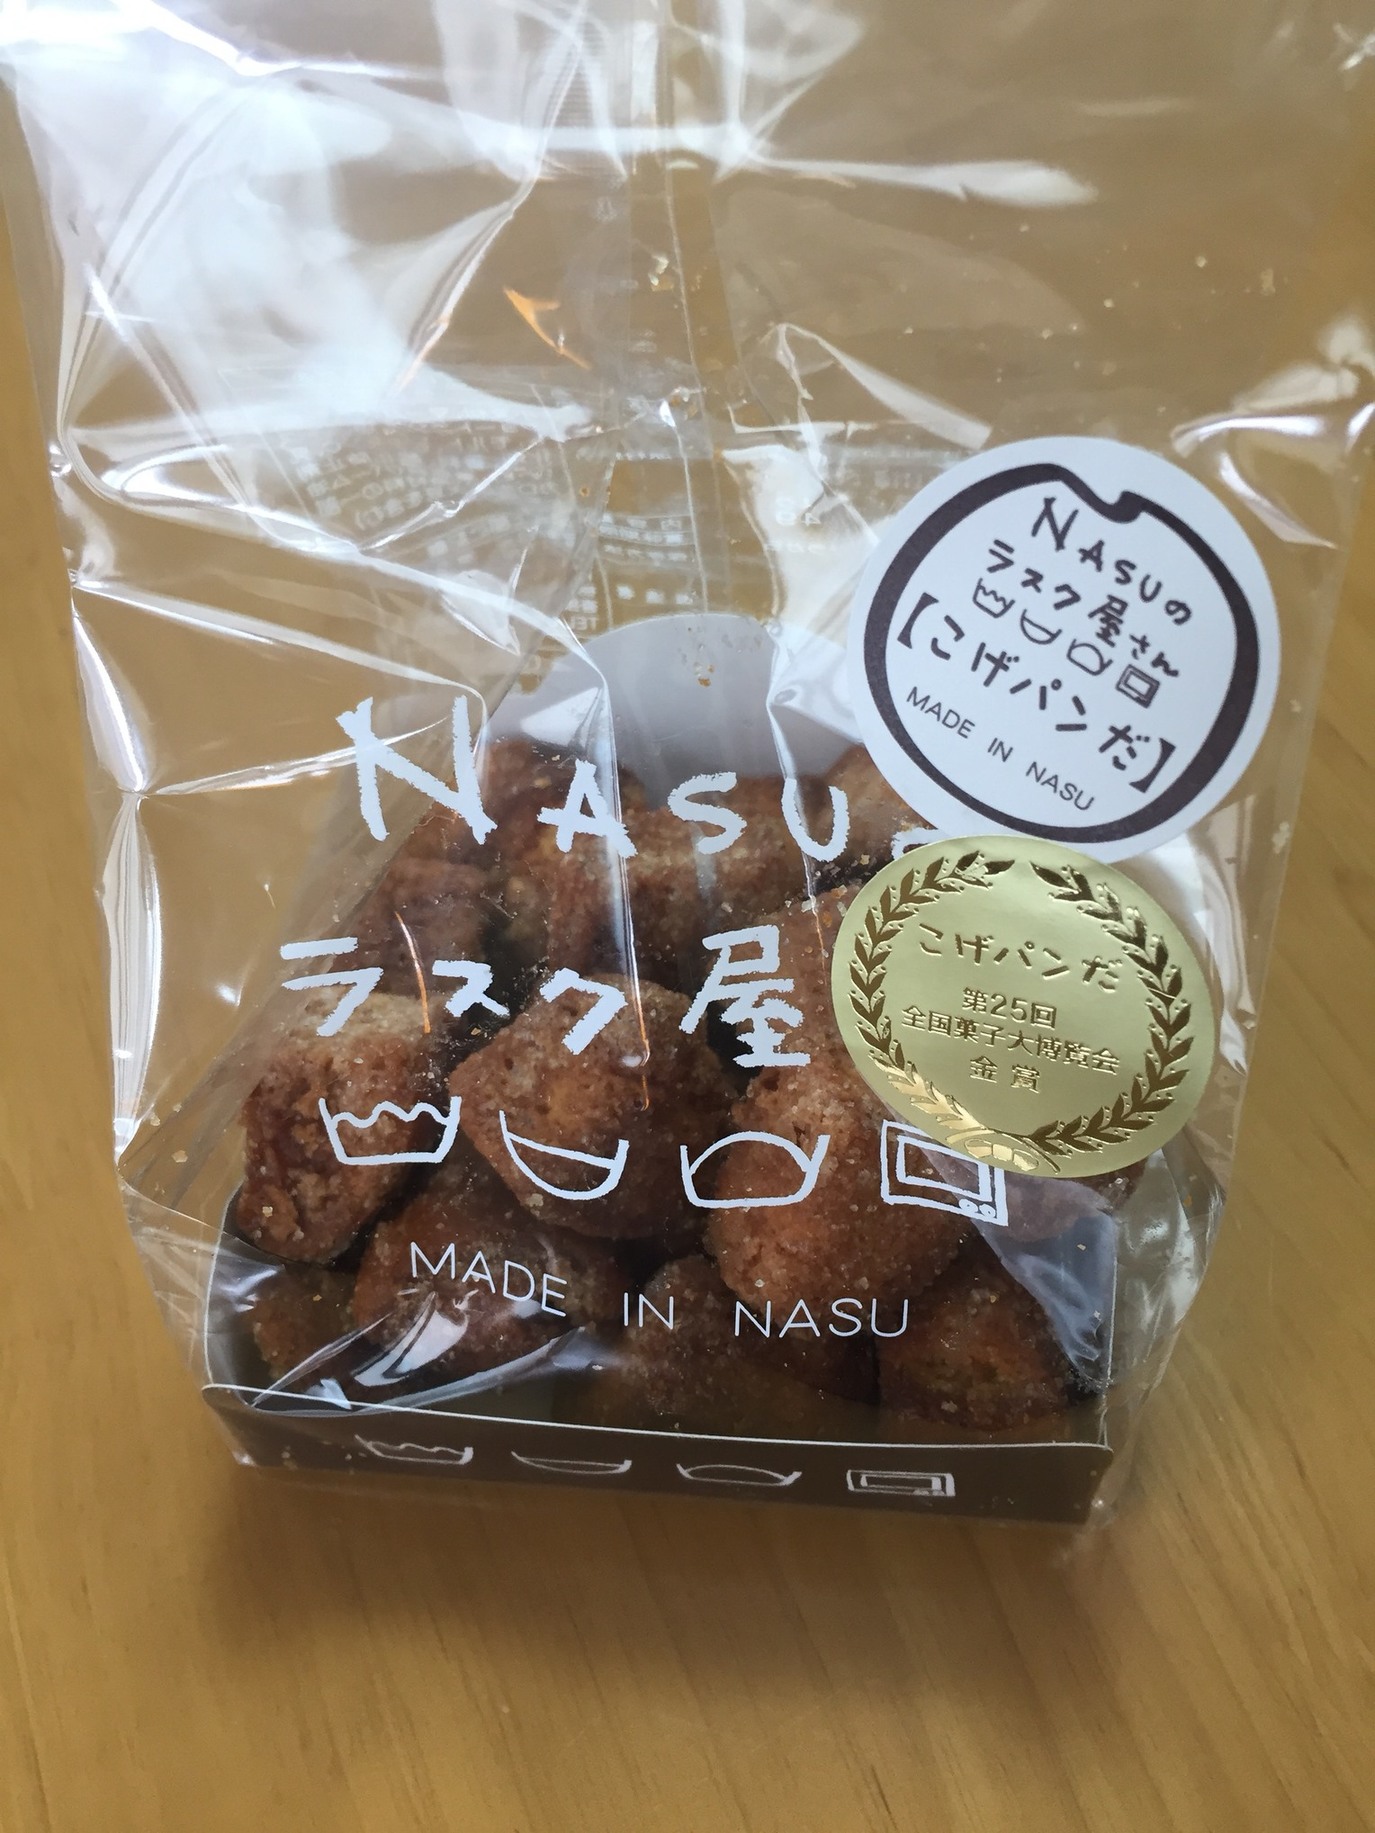 NASUの
ラスク屋さん
【こげパンだ】
MADE IN NASU
NASU
ラスク屋
MADE IN NASU
こげパンだ
第25回
全国菓子大博覧会
金賞